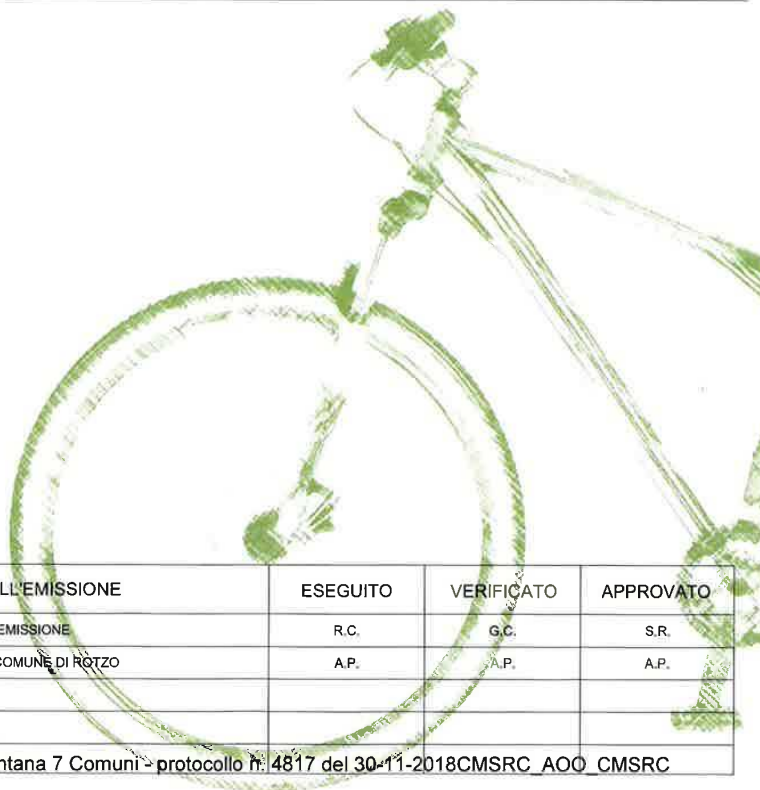 LL'EMISSIONE ESEGUITO VERIFICATO APPROVATO
EMISSIONE R.C. G.C. S.R.
COMUNE DI ROTZO A.P. A.P. A.P.
ntana 7 Comuni - protocollo n. 4817 del 30-11-2018CMSRC_AOO_CMSRC